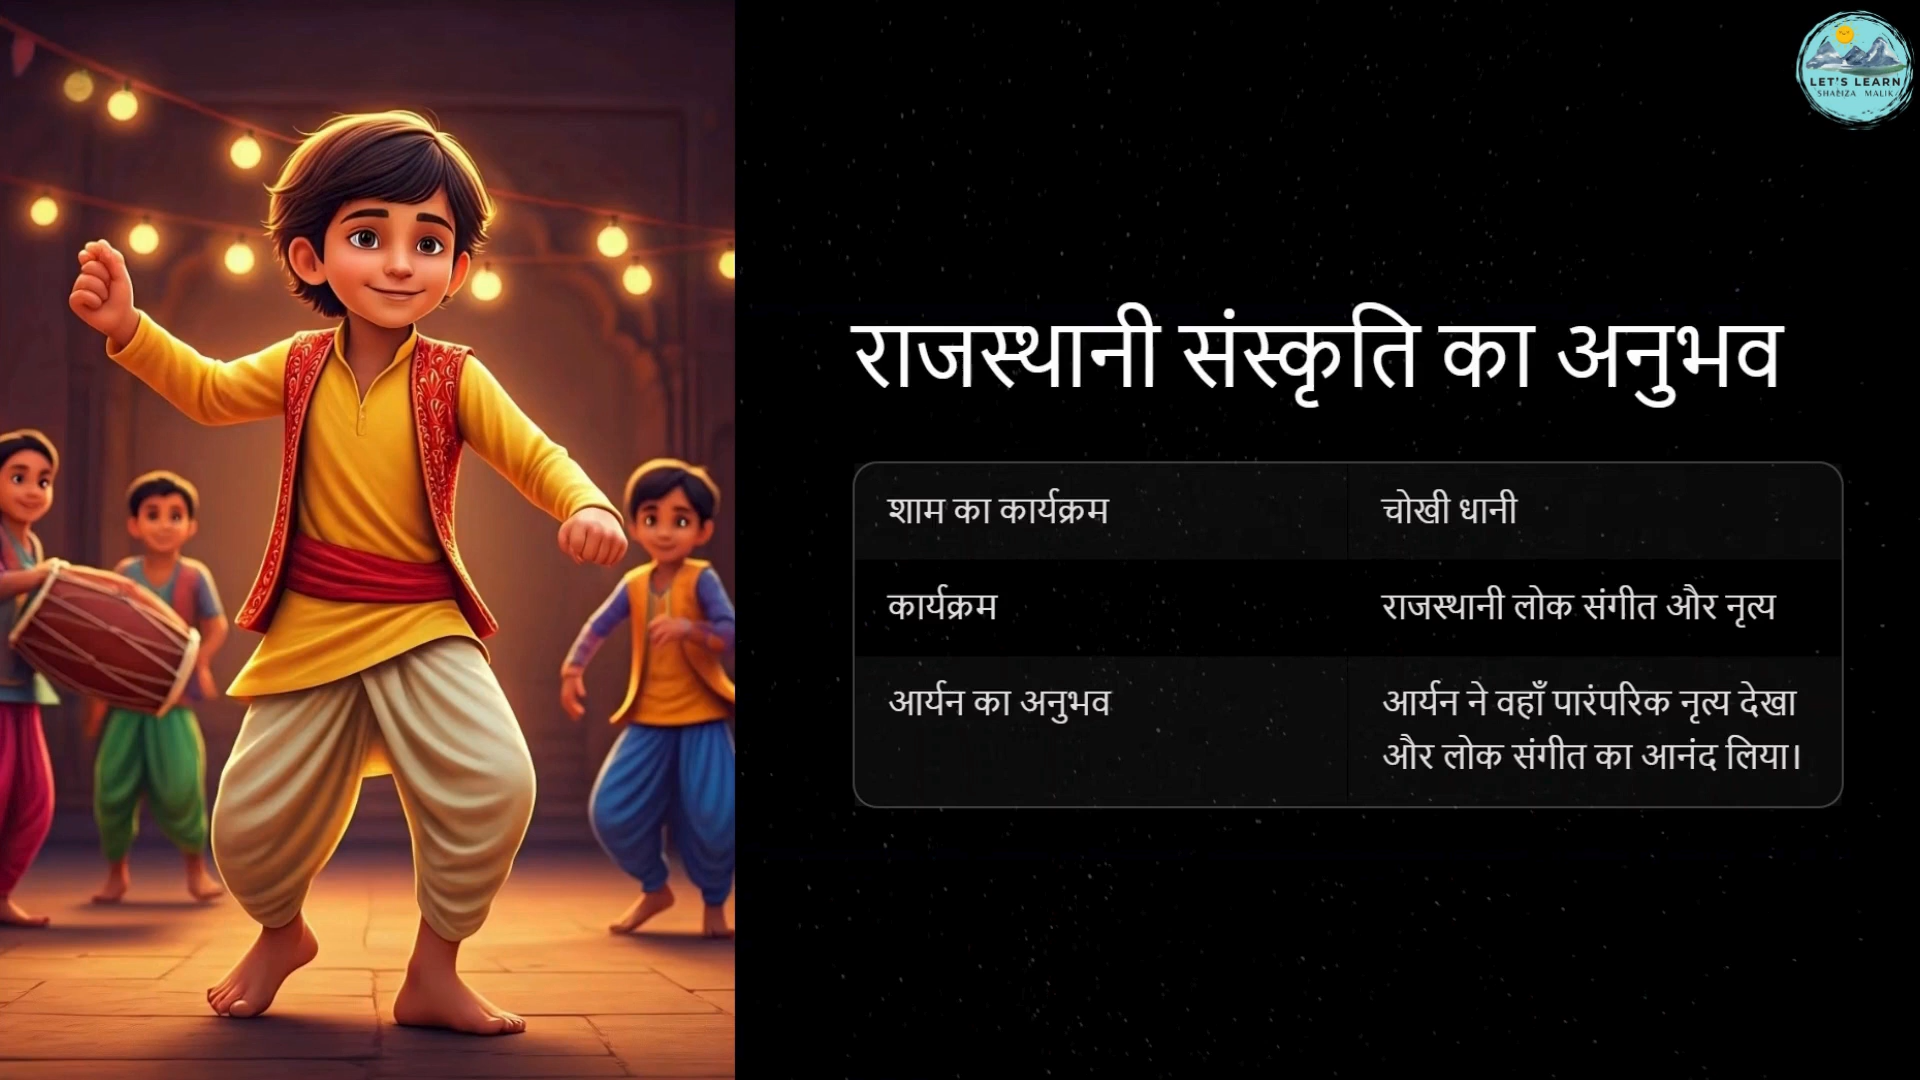 LET'S LEARN
SHAEIZA MALIK
राजस्थानी संस्कृति का अनुभव
शाम का कार्यक्रम
चोखी धानी
कार्यक्रम
राजस्थानी लोक संगीत और नृत्य
आर्यन का अनुभव
आर्यन ने वहाँ पारंपरिक नृत्य देखा
और लोक संगीत का आनंद लिया।